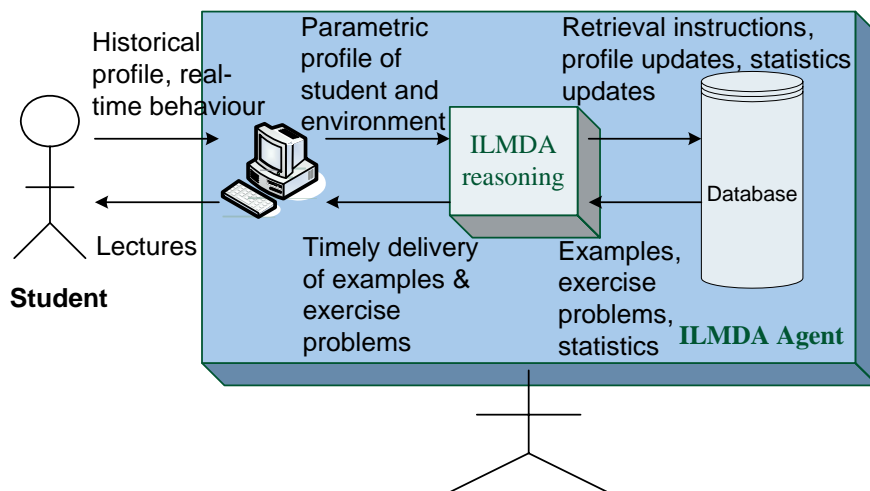 Historical
profile, real-
time behaviour
Parametric
profile of
student and
environment
Retrieval instructions,
profile updates, statistics
updates
ILMDA
reasoning
Database
Lectures
Student
Timely delivery
of examples &
exercise
problems
Examples,
exercise
problems,
statistics
ILMDA Agent